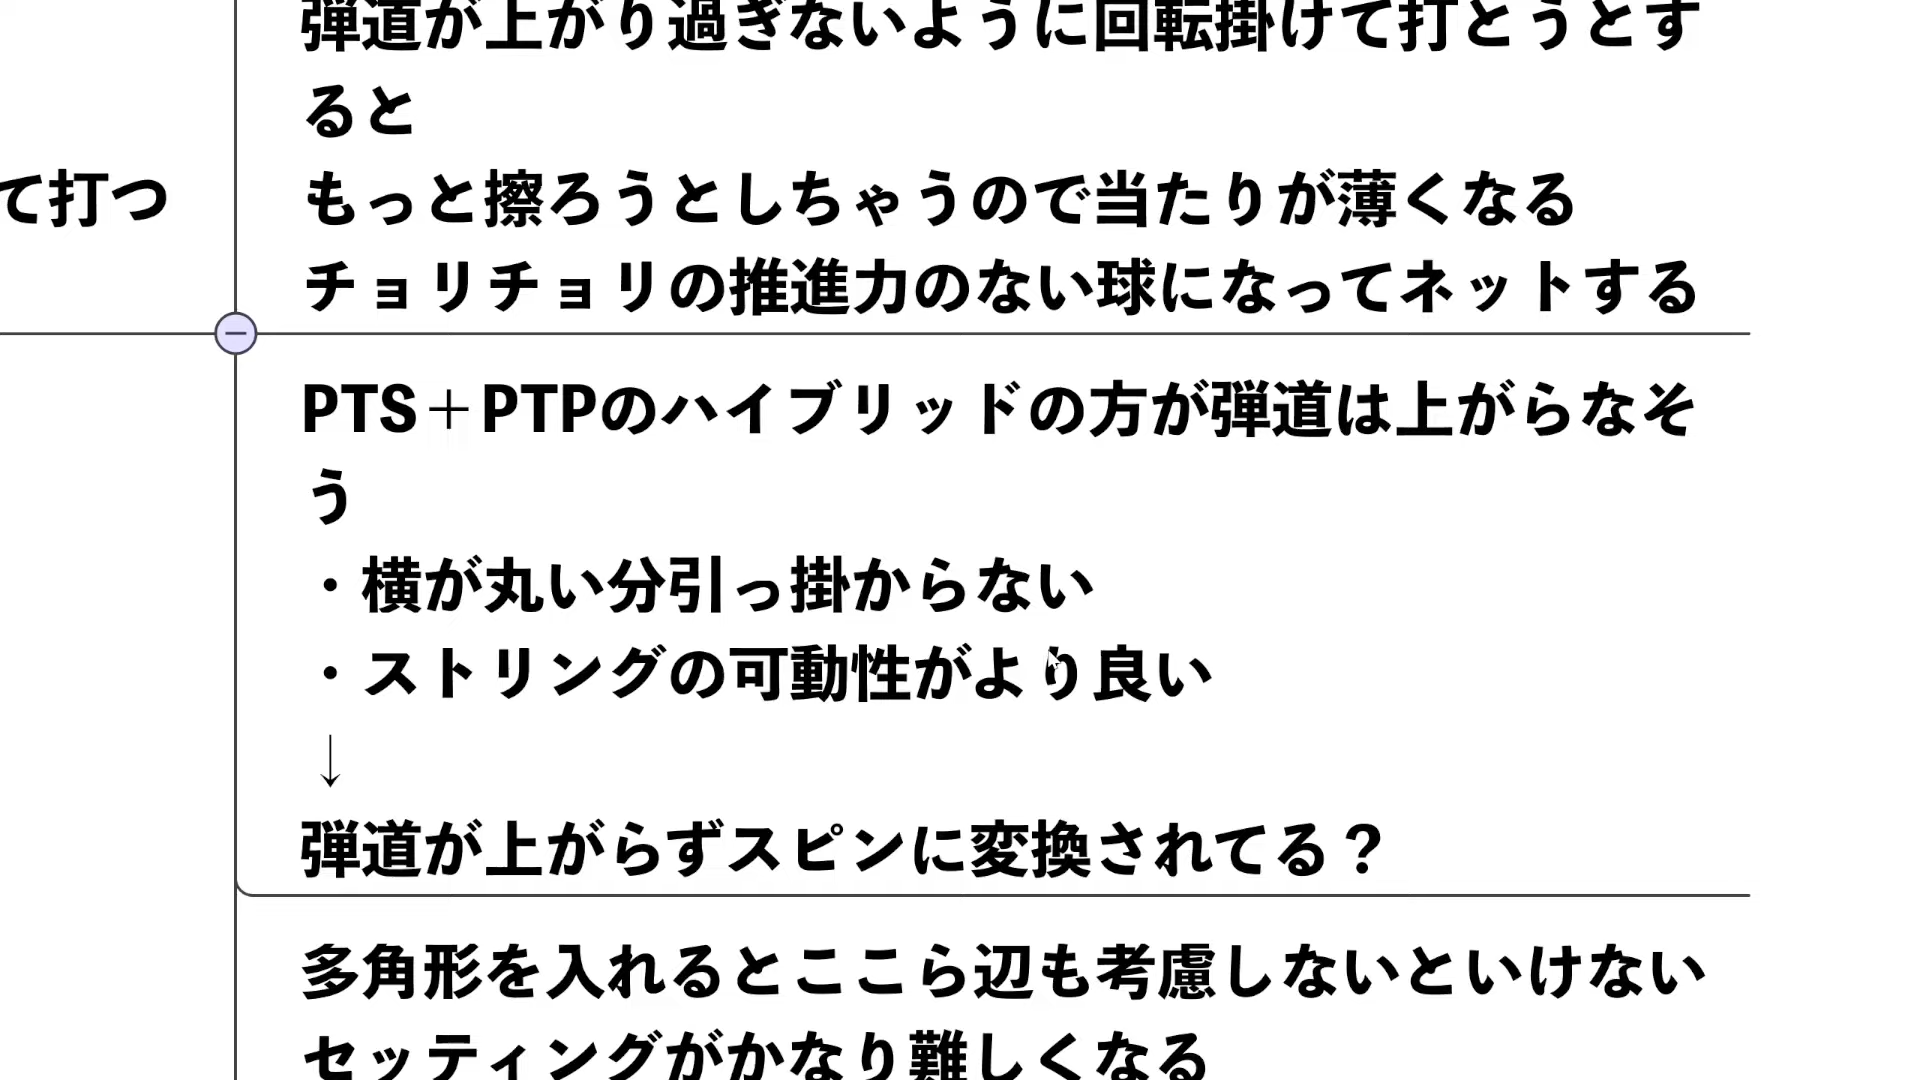 弾道が上がり過ぎないように回転掛けて打とうとす
ると
て打つ
もっと擦ろうとしちゃうので当たりが薄くなる
チョリチョリの推進力のない球になってネットする
PTS＋PTPのハイブリッドの方が弾道は上がらなそ
う
・横が丸い分引っ掛からない
・ストリングの可動性がより良い
↓
弾道が上がらずスピンに変換されてる？
多角形を入れるとここら辺も考慮しないといけない
セッティングがかなり難しくなる